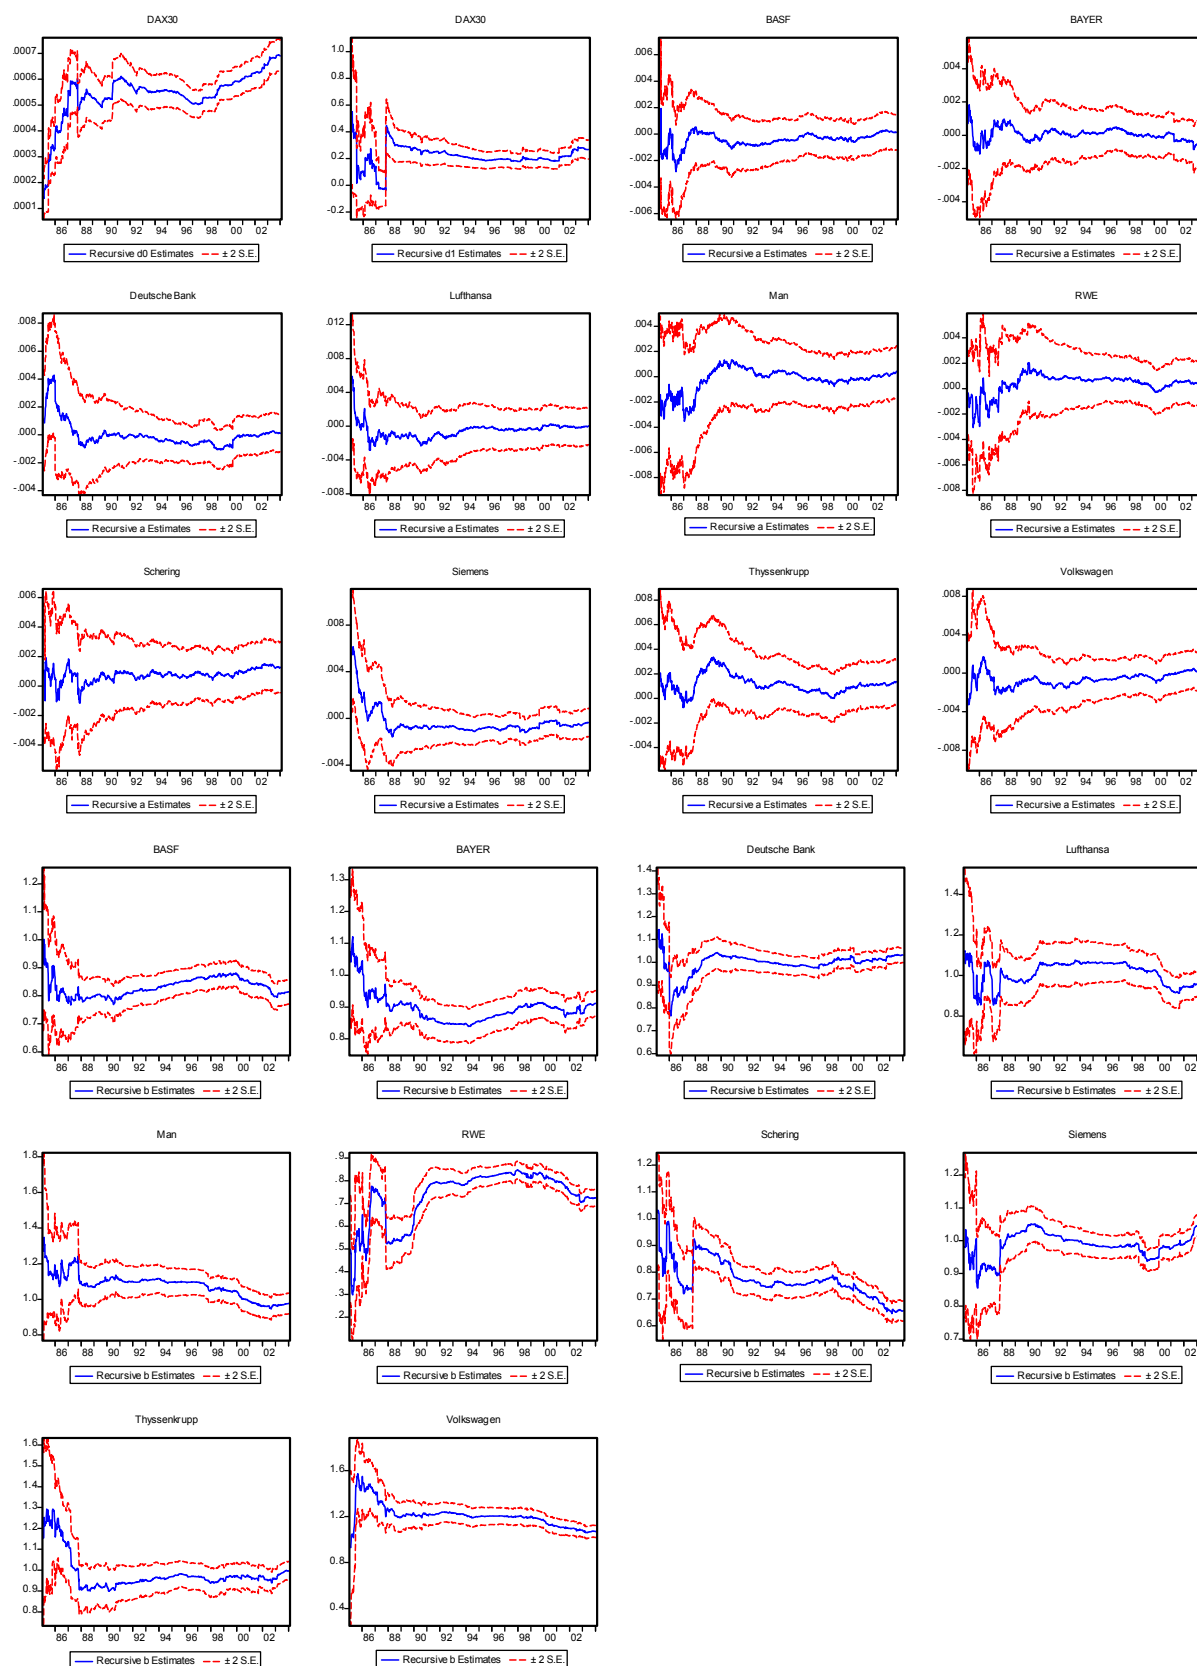 DAX30 DAX30 BASF BAYER
.0007 .0006 .0005 .0004 .0003 .0002 .0001
86 88 90 92 94 96 98 00 02
Recursive d0 Estimates ± 2 S.E.
1.0 0.8 0.6 0.4 0.2 0.0 -0.2
86 88 90 92 94 96 98 00 02
Recursive d1 Estimates ± 2 S.E.
.006 .004 .002 .000 -.002 -.004 -.006
86 88 90 92 94 96 98 00 02
Recursive a Estimates ± 2 S.E.
.004 .002 .000 -.002 -.004
86 88 90 92 94 96 98 00 02
Recursive a Estimates ± 2 S.E.
Deutsche Bank Lufthansa Man RWE
.008 .006 .004 .002 .000 -.002 -.004
86 88 90 92 94 96 98 00 02
Recursive a Estimates ± 2 S.E.
.012 .008 .004 .000 -.004 -.008
86 88 90 92 94 96 98 00 02
Recursive a Estimates ± 2 S.E.
.004 .002 .000 -.002 -.004 -.006 -.008
86 88 90 92 94 96 98 00 02
Recursive a Estimates ± 2 S.E.
.004 .002 .000 -.002 -.004 -.006 -.008
86 88 90 92 94 96 98 00 02
Recursive a Estimates ± 2 S.E.
Schering Siemens Thyssenkrupp Volkswagen
.006 .004 .002 .000 -.002 -.004
86 88 90 92 94 96 98 00 02
Recursive a Estimates ± 2 S.E.
.008 .004 .000 -.004
86 88 90 92 94 96 98 00 02
Recursive a Estimates ± 2 S.E.
.008 .006 .004 .002 .000 -.002 -.004
86 88 90 92 94 96 98 00 02
Recursive a Estimates ± 2 S.E.
.008 .004 .000 -.004 -.008
86 88 90 92 94 96 98 00 02
Recursive a Estimates ± 2 S.E.
BASF BAYER Deutsche Bank Lufthansa
1.2 1.1 1.0 0.9 0.8 0.7 0.6
86 88 90 92 94 96 98 00 02
Recursive b Estimates ± 2 S.E.
1.3 1.2 1.1 1.0 0.9 0.8
86 88 90 92 94 96 98 00 02
Recursive b Estimates ± 2 S.E.
1.4 1.3 1.2 1.1 1.0 0.9 0.8 0.7 0.6
86 88 90 92 94 96 98 00 02
Recursive b Estimates ± 2 S.E.
1.4 1.2 1.0 0.8
86 88 90 92 94 96 98 00 02
Recursive b Estimates ± 2 S.E.
Man RWE Schering Siemens
1.8 1.6 1.4 1.2 1.0 0.8
86 88 90 92 94 96 98 00 02
Recursive b Estimates ± 2 S.E.
.9 .8 .7 .6 .5 .4 .3 .2
86 88 90 92 94 96 98 00 02
Recursive b Estimates ± 2 S.E.
1.2 1.1 1.0 0.9 0.8 0.7 0.6
86 88 90 92 94 96 98 00 02
Recursive b Estimates ± 2 S.E.
1.2 1.1 1.0 0.9 0.8 0.7
86 88 90 92 94 96 98 00 02
Recursive b Estimates ± 2 S.E.
Thyssenkrupp Volkswagen
1.6 1.5 1.4 1.3 1.2 1.1 1.0 0.9 0.8
86 88 90 92 94 96 98 00 02
Recursive b Estimates ± 2 S.E.
1.6 1.2 0.8 0.4
86 88 90 92 94 96 98 00 02
Recursive b Estimates ± 2 S.E.